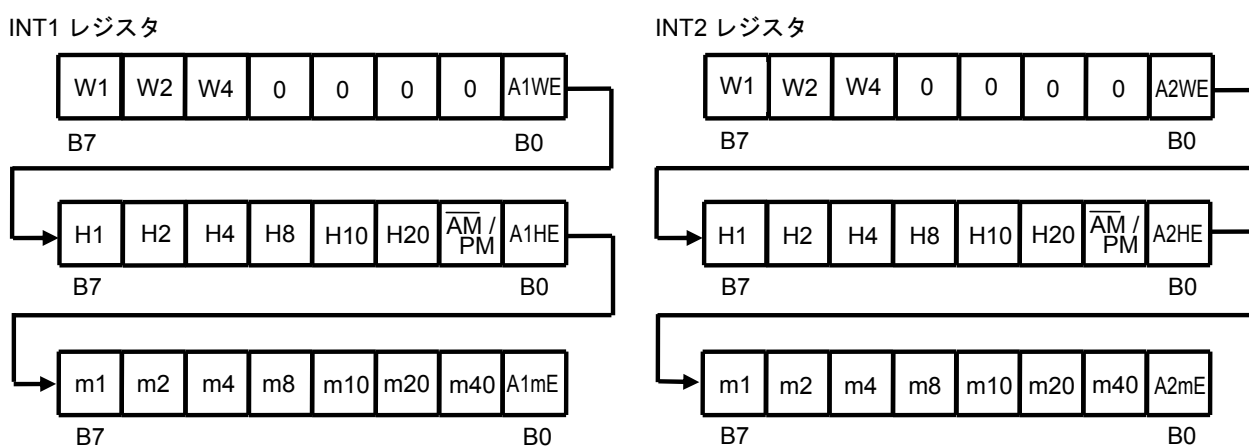 INT1 レジスタ
W1 W2 W4 0 0 0 0 A1WE
B7 B0
H1 H2 H4 H8 H10 H20 A̅M̅ / PM A1HE
B7 B0
m1 m2 m4 m8 m10 m20 m40 A1mE
B7 B0
INT2 レジスタ
W1 W2 W4 0 0 0 0 A2WE
B7 B0
H1 H2 H4 H8 H10 H20 A̅M̅ / PM A2HE
B7 B0
m1 m2 m4 m8 m10 m20 m40 A2mE
B7 B0